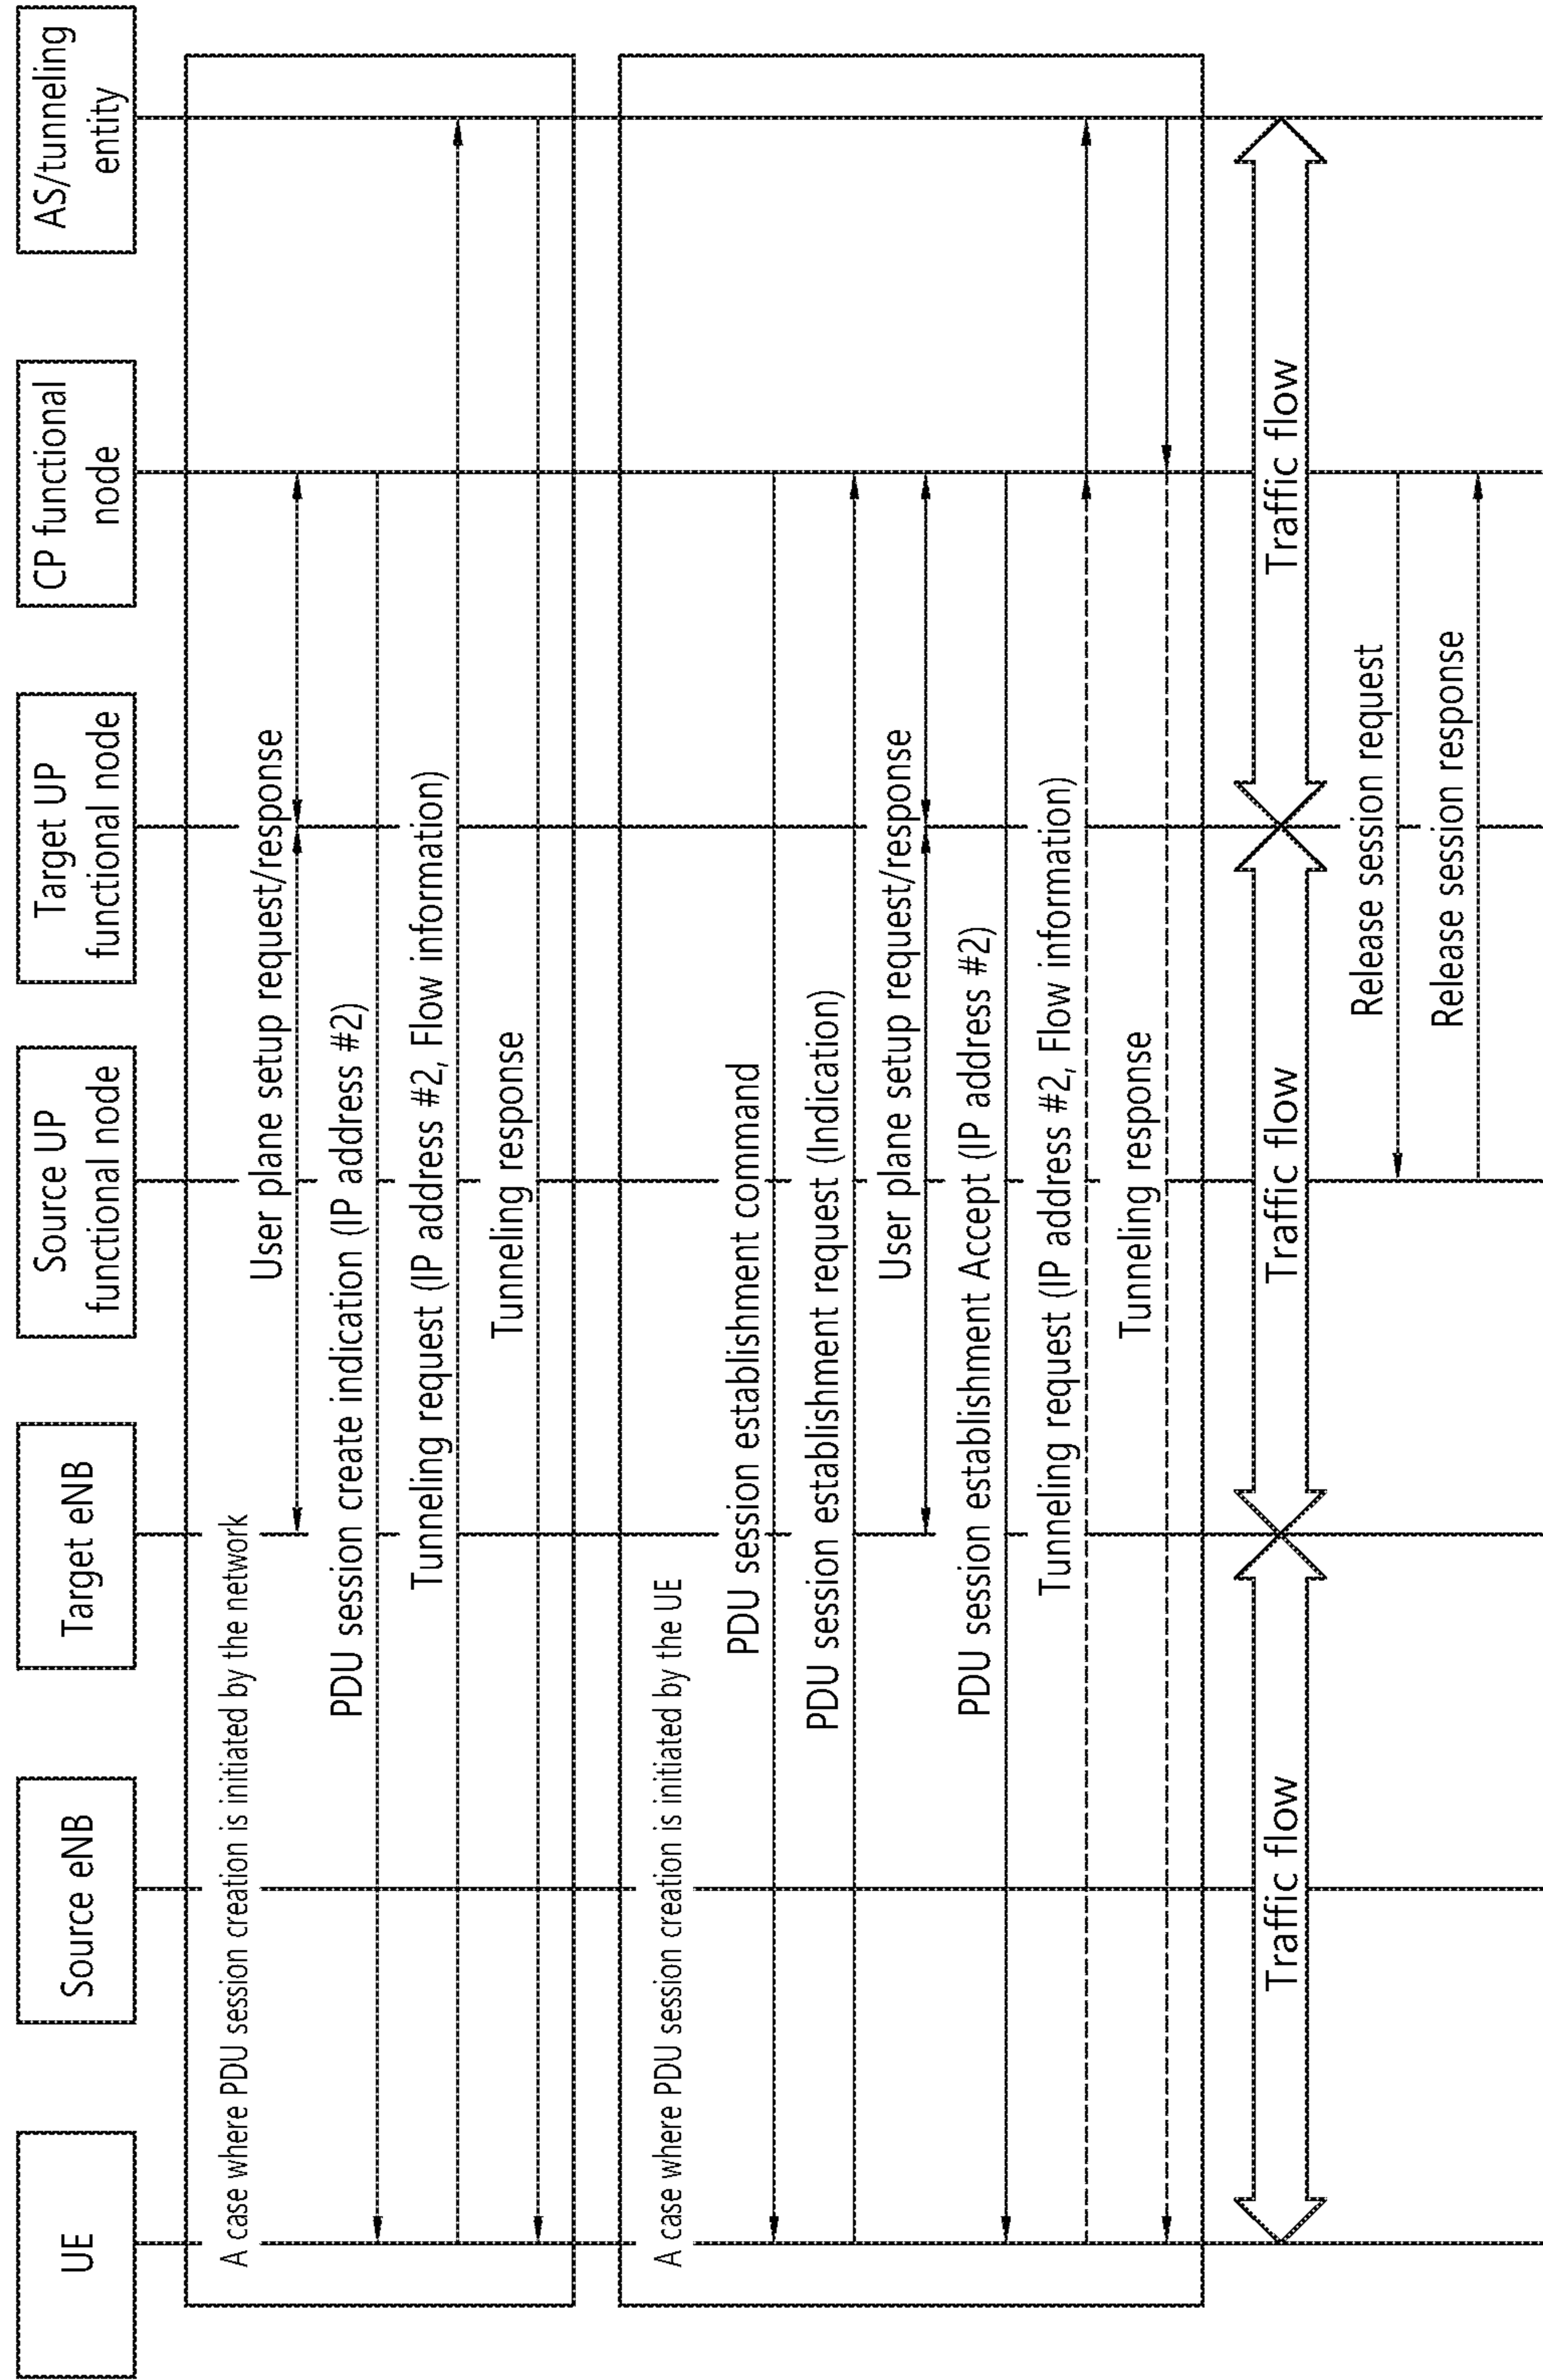 UE
Source eNB
Target eNB
Source UP
functional node
Target UP
functional node
CP functional
node
AS/tunneling
entity
A case where PDU session creation is initiated by the network
User plane setup request/response
PDU session create indication (IP address #2)
Tunneling request (IP address #2, Flow information)
Tunneling response
A case where PDU session creation is initiated by the UE
PDU session establishment command
PDU session establishment request (Indication)
User plane setup request/response
PDU session establishment Accept (IP address #2)
Tunneling request (IP address #2, Flow information)
Tunneling response
Traffic flow
Traffic flow
Traffic flow
Release session request
Release session response